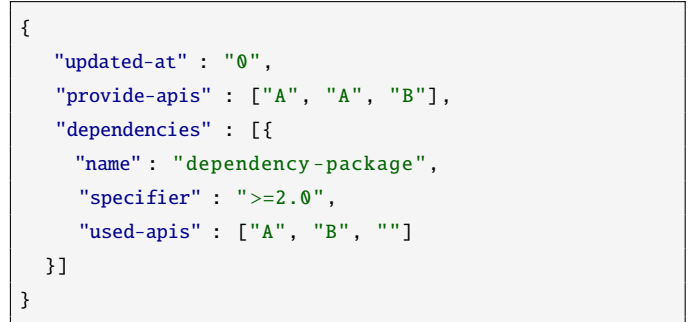 {
"updated-at" : "0",
"provide-apis" : ["A", "A", "B"],
"dependencies" : [{
"name" : "dependency-package",
"specifier" : ">=2.0",
"used-apis" : ["A", "B", ""]
}]
}